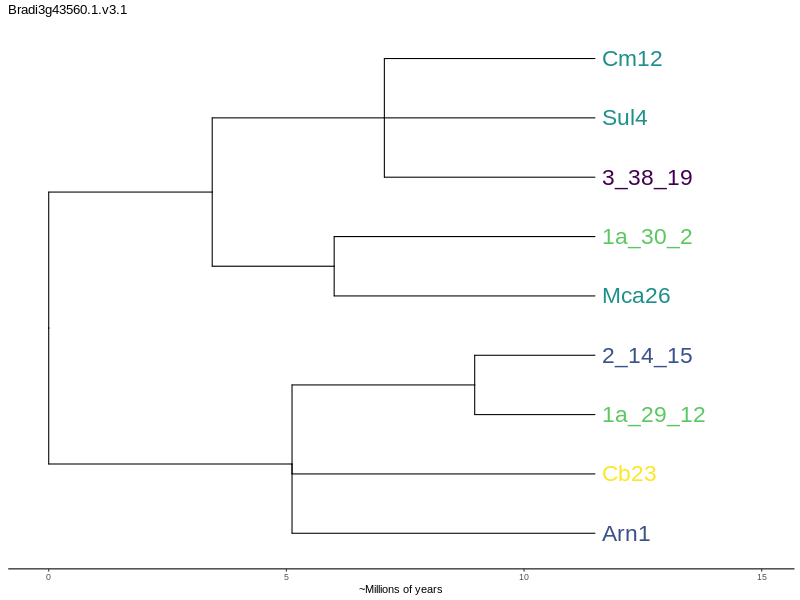 Bradi3g43560.1.v3.1
Cm12
Sul4
3_38_19
1a_30_2
Mca26
2_14_15
1a_29_12
Cb23
Arn1
0 5 10 15
~Millions of years